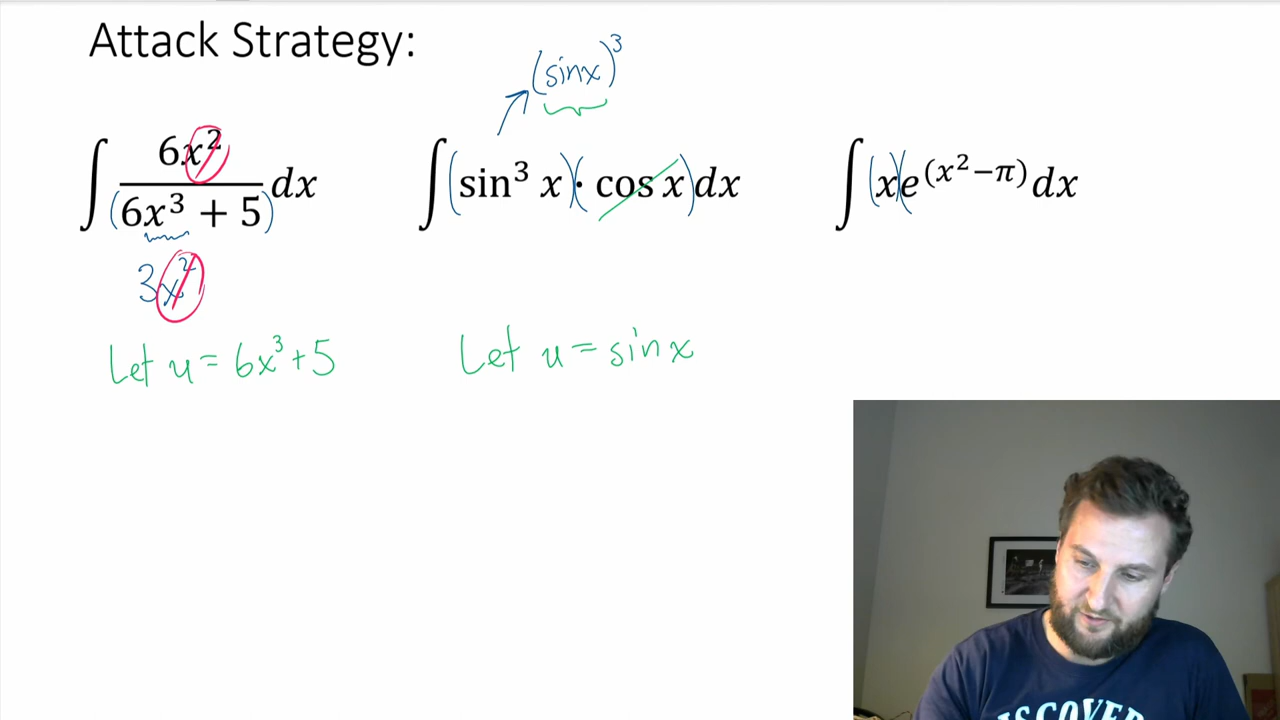 Attack Strategy:
(sinx)³
∫ 6x² / (6x³ + 5) dx
∫ (sin³ x) · (cos x) dx
∫ (x)(e^(x²−π) dx
3x²
Let u = 6x³+5
Let u = sin x
ISCOVER